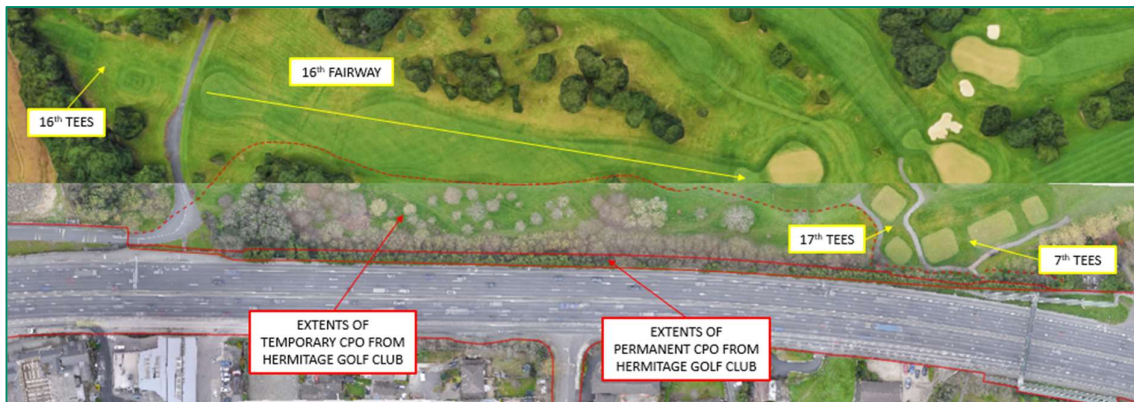 16th FAIRWAY
16th TEES
17th TEES
7th TEES
EXTENTS OF
TEMPORARY CPO FROM
HERMITAGE GOLF CLUB
EXTENTS OF
PERMANENT CPO FROM
HERMITAGE GOLF CLUB